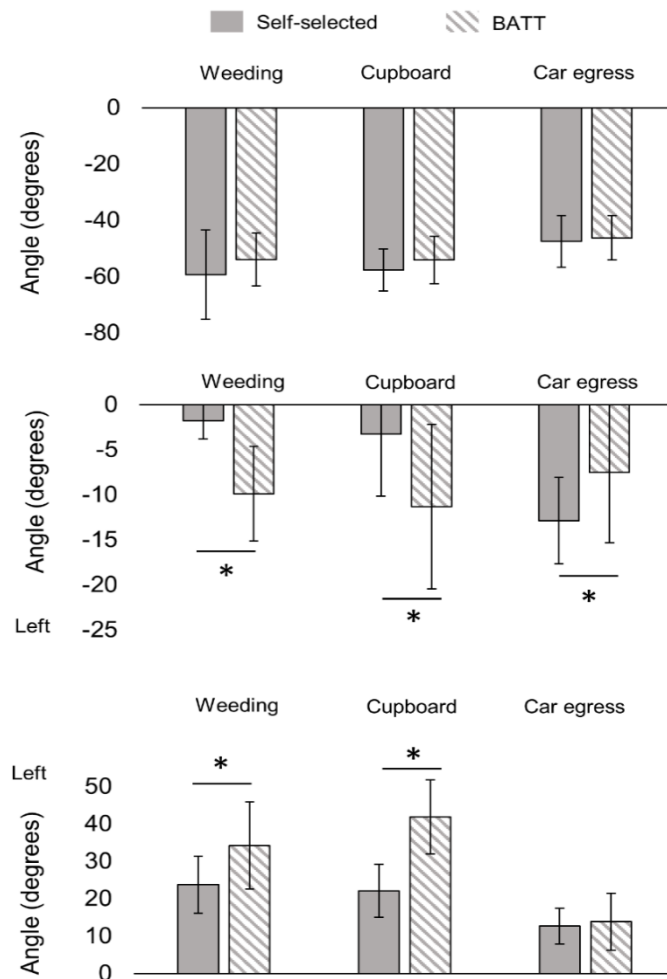 Self-selected BATT
Weeding Cupboard Car egress
Angle (degrees)
0
-20
-40
-60
-80
Weeding Cupboard Car egress
Angle (degrees)
0
-5
-10
-15
-20
-25
Left
*
*
*
Weeding Cupboard Car egress
Left
Angle (degrees)
50
40
30
20
10
0
*
*